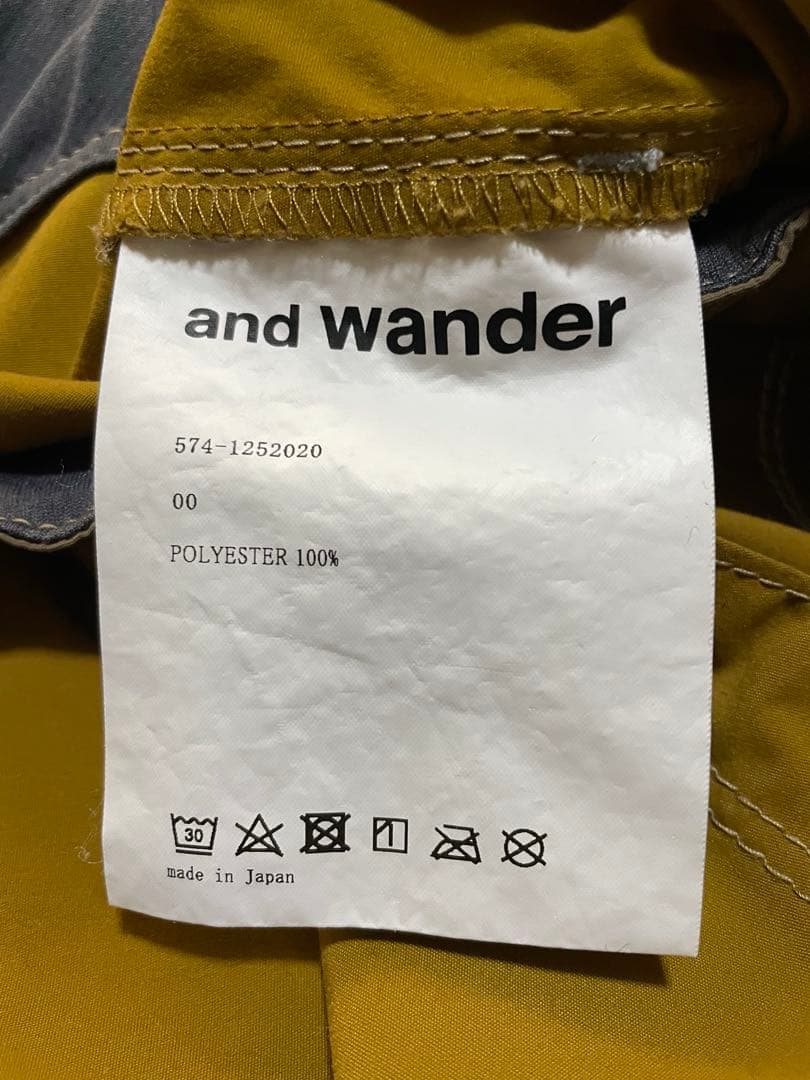 and wander
574-1252020
00
POLYESTER 100%
30
made in Japan